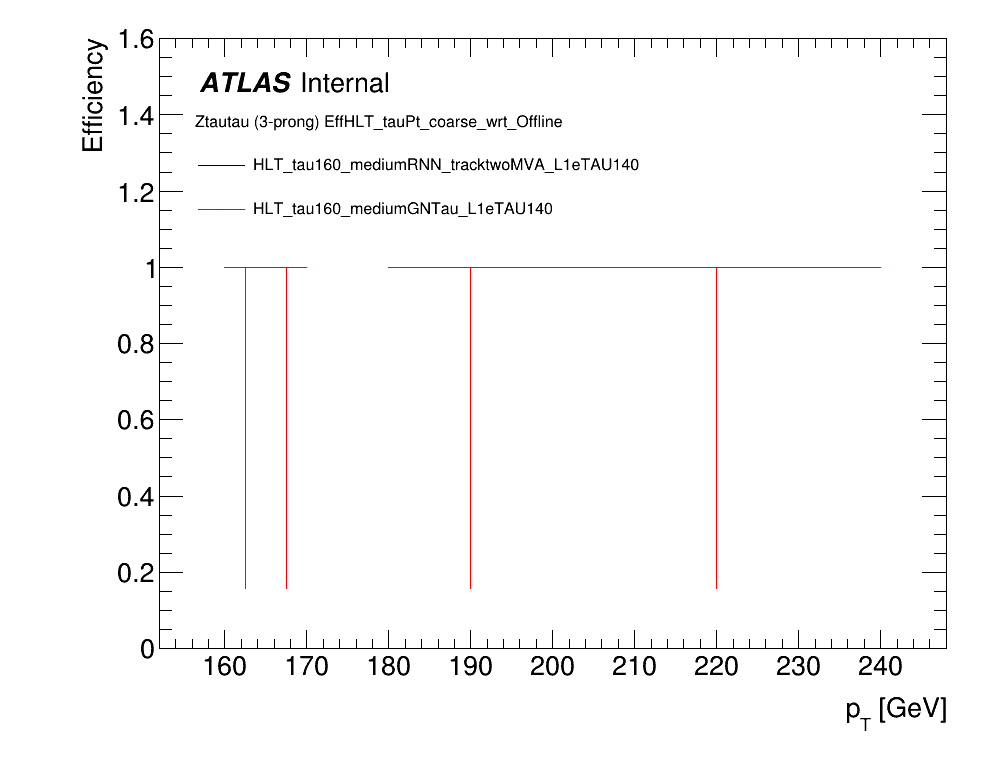 Efficiency
1.6
1.4
1.2
1
0.8
0.6
0.4
0.2
0
ATLAS Internal
Ztautau (3-prong) EffHLT_tauPt_coarse_wrt_Offline
HLT_tau160_mediumRNN_tracktwoMVA_L1eTAU140
HLT_tau160_mediumGNTau_L1eTAU140
160 170 180 190 200 210 220 230 240
pT [GeV]